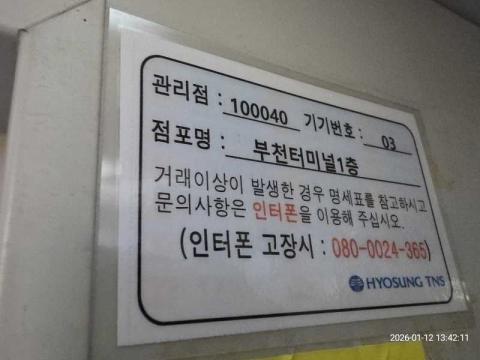 관리점 : 100040 기기번호 : 03
점포명 : 부천터미널1층
거래이상이 발생한 경우 명세표를 참고하시고
문의사항은 인터폰을 이용해 주십시오.
(인터폰 고장시 : 080-0024-365)
HYOSUNG TNS
2026-01-12 13:42:11